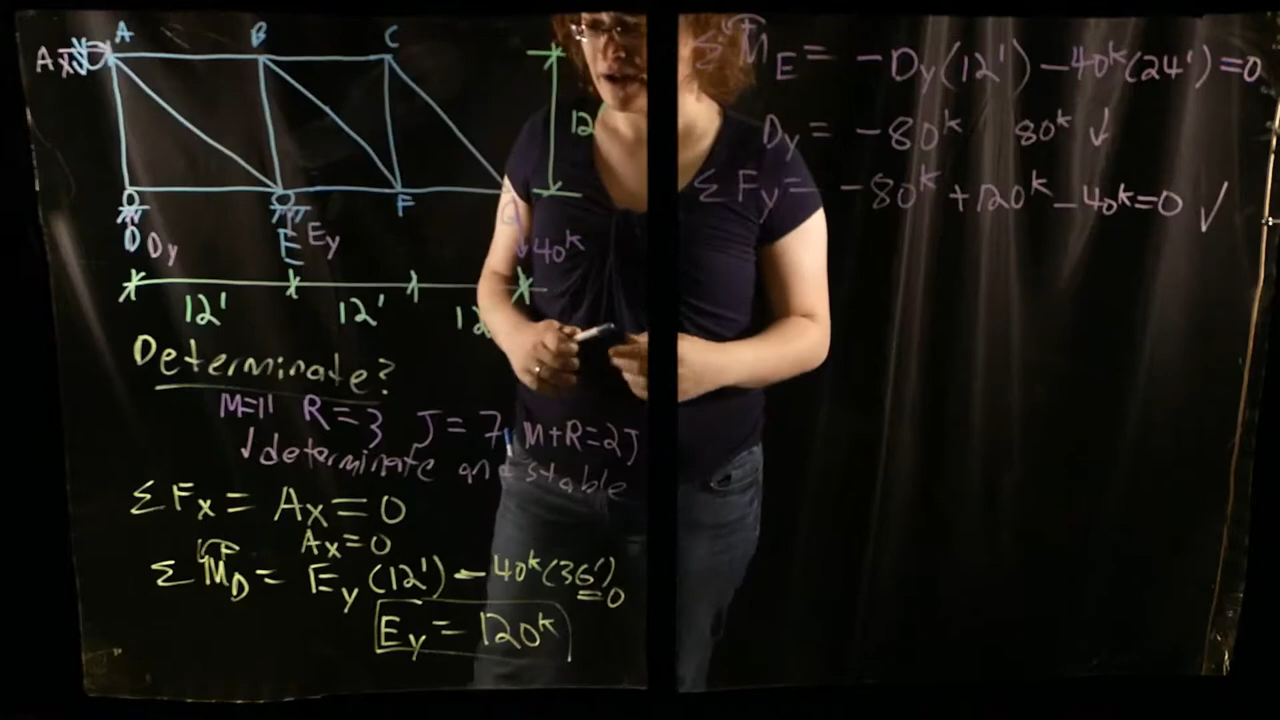 A B C
Ax
12
F
D Dy E Ey
40k
12' 12' 12
Determinate?
M=11 R=3 J=7 M+R=2J
↓determinate and stable
ΣFx = Ax = 0
Ax=0
ΣMD = Ey(12') - 40k(36') =0
Ey = 120k
ΣME = -Dy(12') - 40k(24') =0
Dy = -80k 80k ↓
ΣFy = -80k +120k - 40k=0 ✓